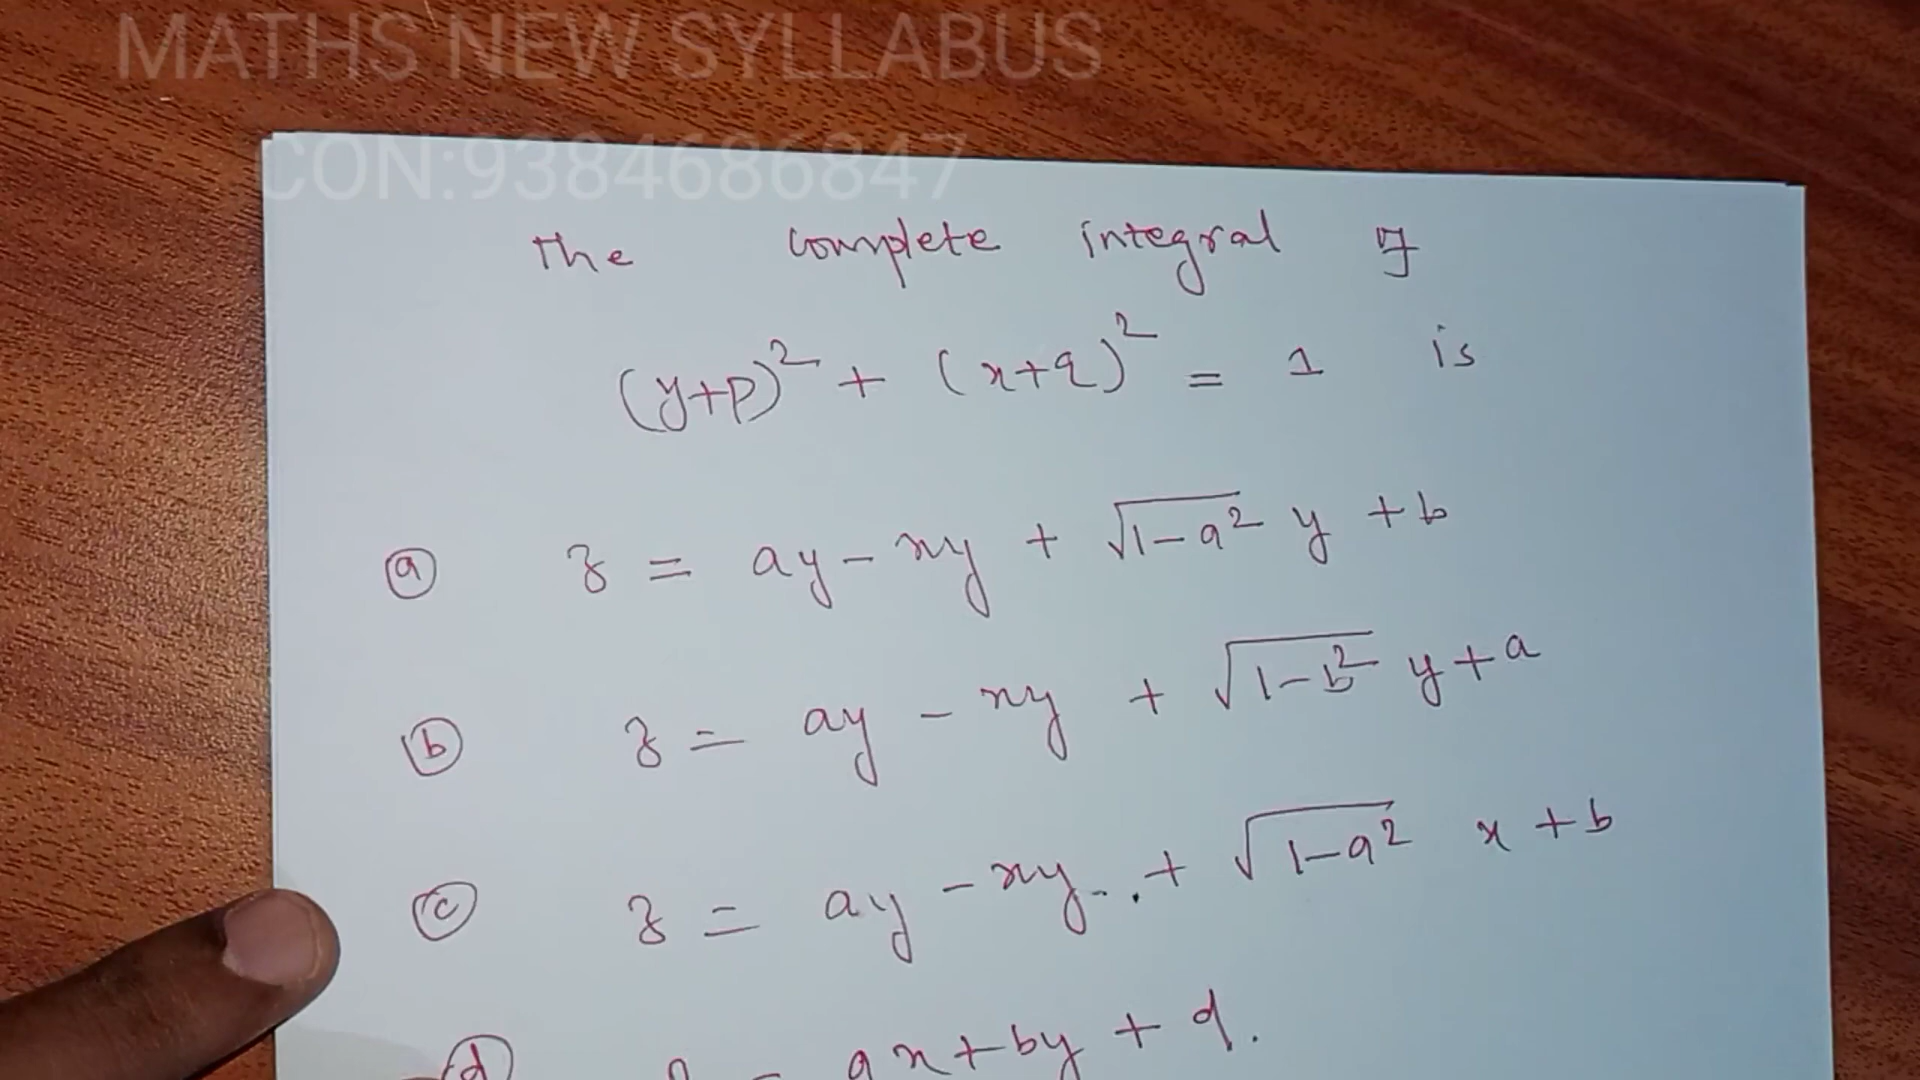 MATHS NEW SYLLABUS
CON:9384686847
The complete integral of
(y+p)² + (x+q)² = 1 is
(a) z = ay - xy + √(1-a²) y + b
(b) z = ay - xy + √(1-b²) y + a
(c) z = ay - xy + √(1-a²) x + b
(d) = ax + by + d.